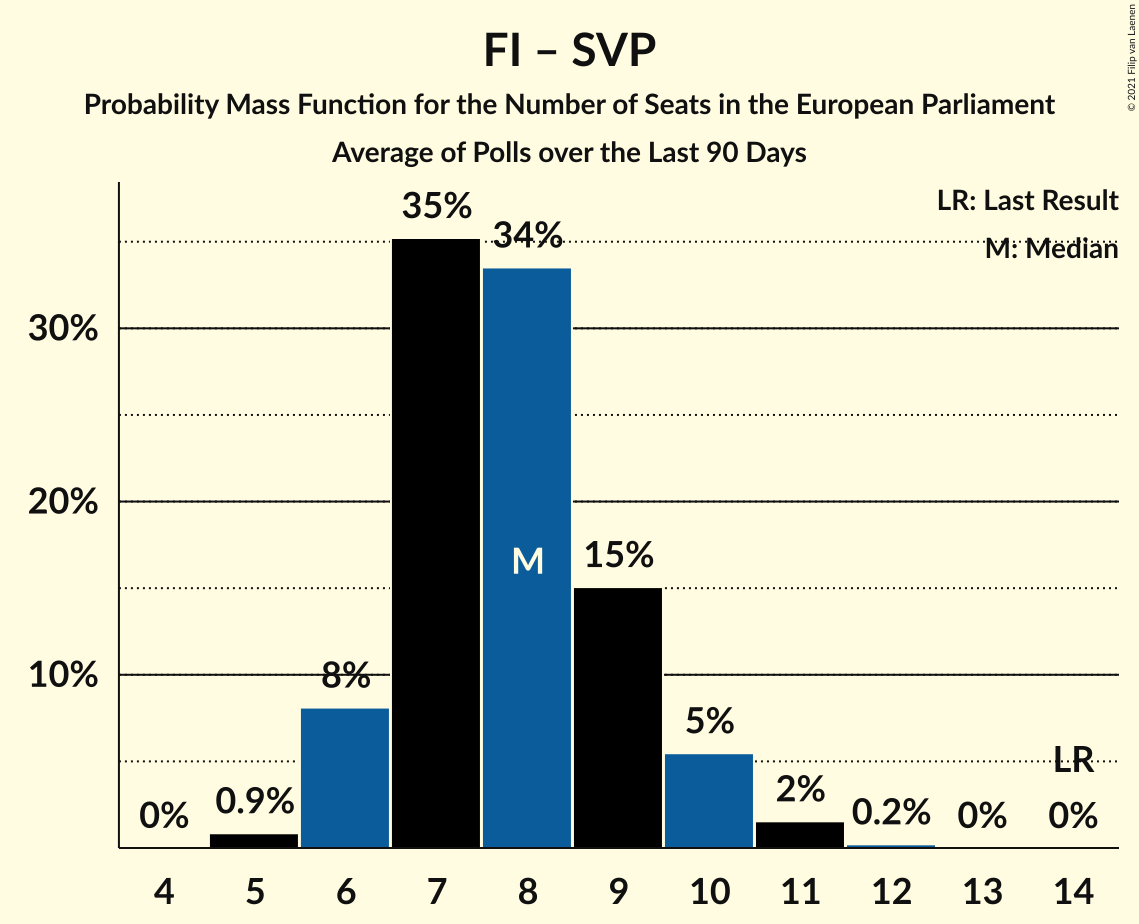 FI – SVP
Probability Mass Function for the Number of Seats in the European Parliament
Average of Polls over the Last 90 Days
© 2021 Filip van Laenen
LR: Last Result
M: Median
35%
34%
30%
20%
M
15%
10%
8%
5%
LR
2%
0.9%
0%
0.2%
0%
0%
4 5 6 7 8 9 10 11 12 13 14